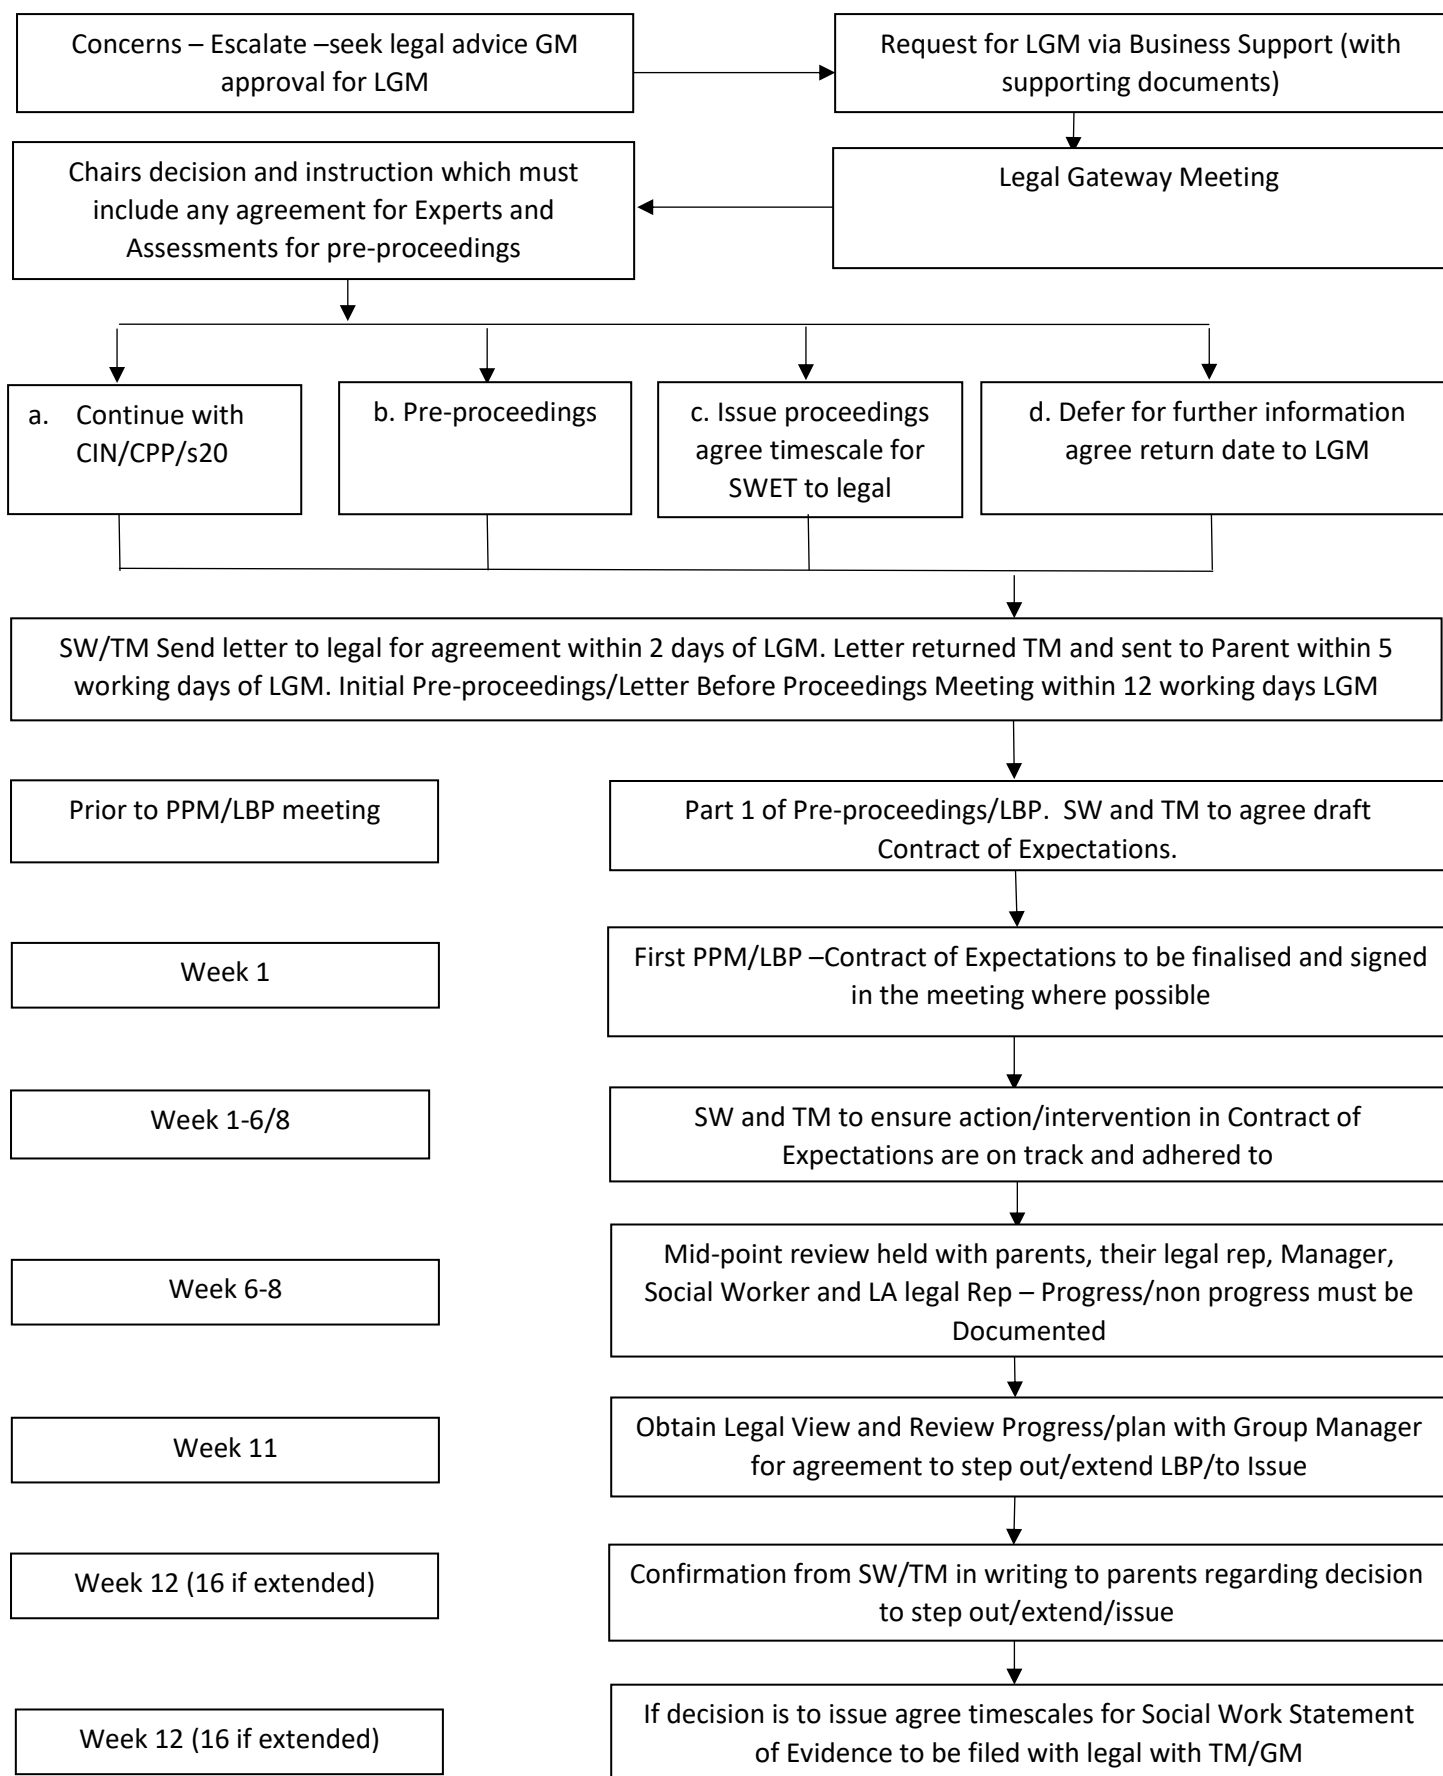 Concerns – Escalate –seek legal advice GM
approval for LGM
Request for LGM via Business Support (with
supporting documents)
Chairs decision and instruction which must
include any agreement for Experts and
Assessments for pre-proceedings
Legal Gateway Meeting
a. Continue with
CIN/CPP/s20
b. Pre-proceedings
c. Issue proceedings
agree timescale for
SWET to legal
d. Defer for further information
agree return date to LGM
SW/TM Send letter to legal for agreement within 2 days of LGM. Letter returned TM and sent to Parent within 5
working days of LGM. Initial Pre-proceedings/Letter Before Proceedings Meeting within 12 working days LGM
Prior to PPM/LBP meeting
Part 1 of Pre-proceedings/LBP. SW and TM to agree draft
Contract of Expectations.
Week 1
First PPM/LBP –Contract of Expectations to be finalised and signed
in the meeting where possible
Week 1-6/8
SW and TM to ensure action/intervention in Contract of
Expectations are on track and adhered to
Week 6-8
Mid-point review held with parents, their legal rep, Manager,
Social Worker and LA legal Rep – Progress/non progress must be
Documented
Week 11
Obtain Legal View and Review Progress/plan with Group Manager
for agreement to step out/extend LBP/to Issue
Week 12 (16 if extended)
Confirmation from SW/TM in writing to parents regarding decision
to step out/extend/issue
Week 12 (16 if extended)
If decision is to issue agree timescales for Social Work Statement
of Evidence to be filed with legal with TM/GM